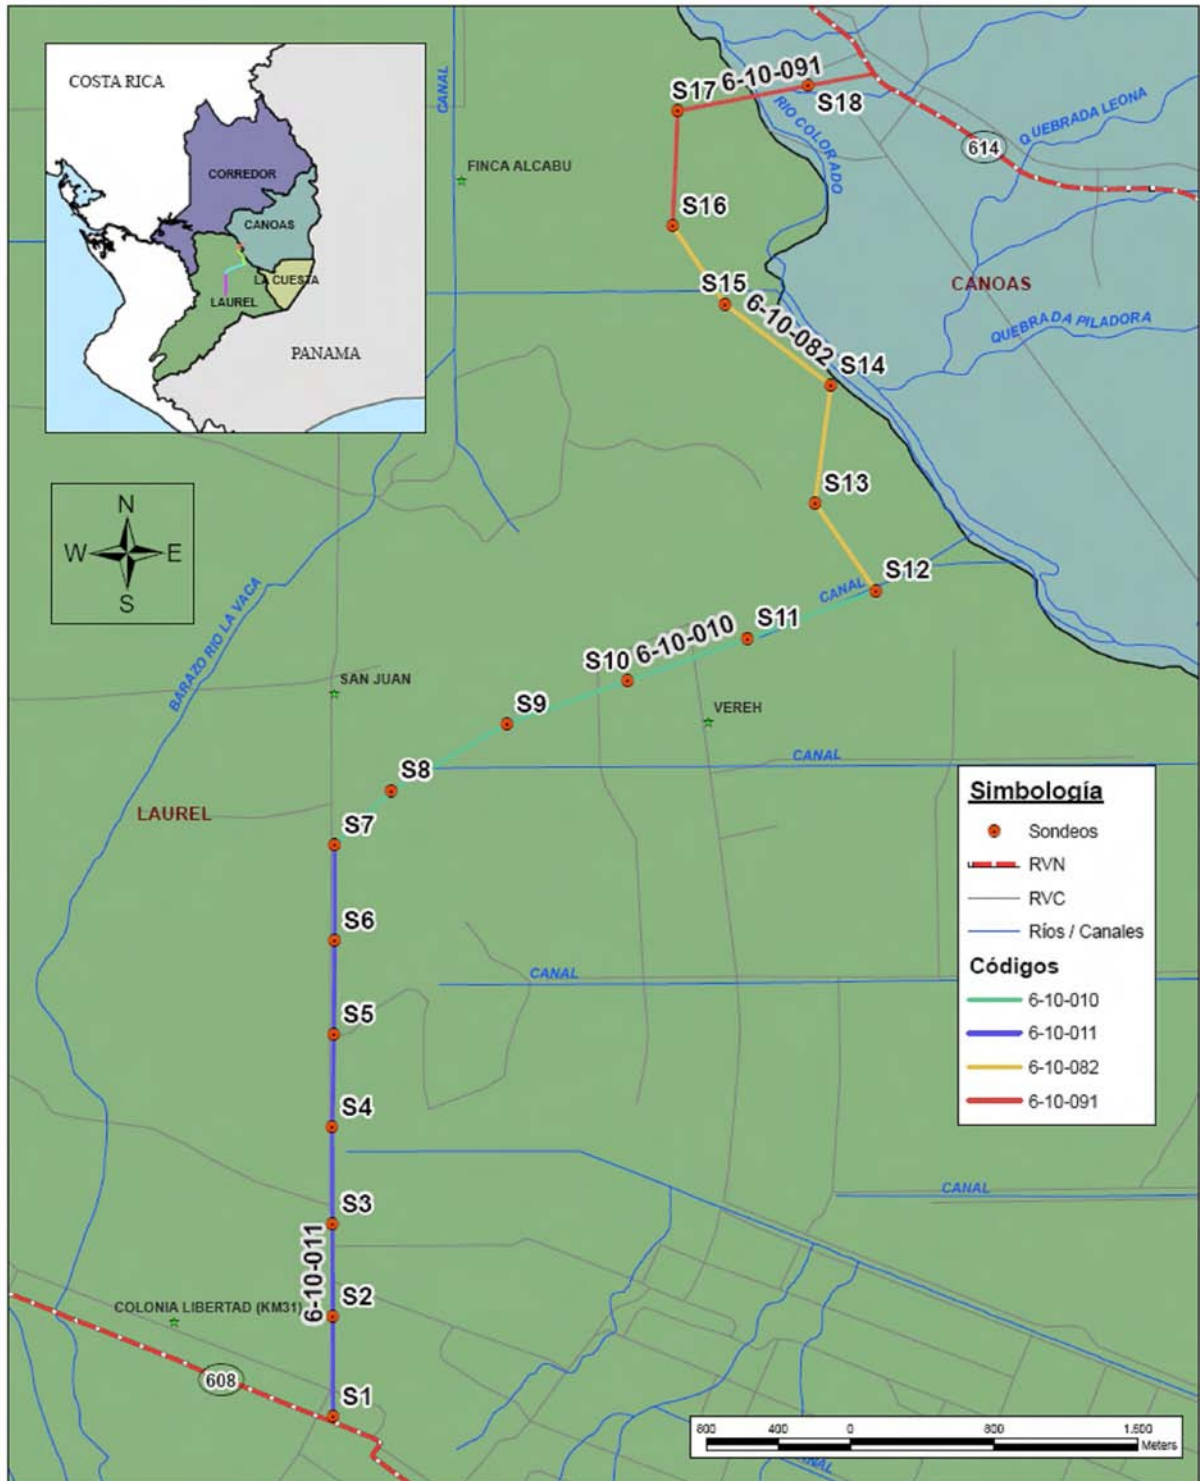 COSTA RICA
CORREDOR
CANOAS
LA CUESTA
LAUREL
PANAMA
CANAL
FINCA ALCABU
S17
6-10-091
S18
RIO COLORADO
614
QUEBRADA LEONA
S16
CANOAS
S15
6-10-082
QUEBRADA PILADORA
S14
N
W E
S
S13
S12
CANAL
BARAZO RIO LA VACA
S11
6-10-010
S10
SAN JUAN
S9
VEREH
CANAL
S8
LAUREL
S7
Simbología
Sondeos
RVN
RVC
Ríos / Canales
Códigos
6-10-010
6-10-011
6-10-082
6-10-091
S6
CANAL
S5
S4
CANAL
S3
6-10-011
S2
COLONIA LIBERTAD (KM31)
608
S1
800 400 0 800 1.600
Meters
CANAL